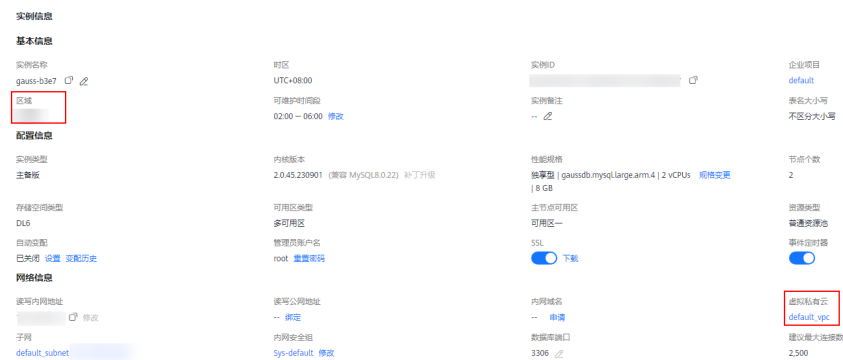 实例信息
基本信息
实例名称 时区 实例ID 企业项目
gauss-b3e7 UTC+08:00 default
区域 可维护时间段 实例备注 表名大小写
02:00 — 06:00 修改 -- 不区分大小写
配置信息
实例类型 内核版本 性能规格 节点个数
主备版 2.0.45.230901 (兼容 MySQL8.0.22) 补丁升级 独享型 | gaussdb.mysql.large.arm.4 | 2 vCPUs 规格变更 2
| 8 GB
存储空间类型 可用区类型 主节点可用区 资源类型
DL6 多可用区 可用区一 普通资源池
自动变配 管理员账户名 SSL 事件定时器
已关闭 设置 变配历史 root 重置密码 下载
网络信息
读写内网地址 读写公网地址 内网域名 虚拟私有云
修改 -- 绑定 -- 申请 default_vpc
子网 内网安全组 数据库端口 建议最大连接数
default_subnet Sys-default 修改 3306 2,500